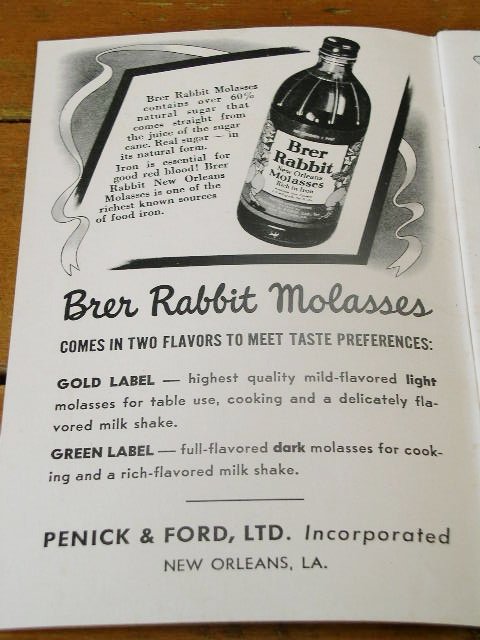 Brer Rabbit Molasses
contains over 60%
natural sugar that
comes straight from
the juice of the sugar
cane. Real sugar — in
its natural form.
Iron is essential for
good red blood! Brer
Rabbit New Orleans
Molasses is one of the
richest known sources
of food iron.
Brer
Rabbit
New Orleans
Molasses
Rich in Iron
Brer Rabbit Molasses
COMES IN TWO FLAVORS TO MEET TASTE PREFERENCES:
GOLD LABEL — highest quality mild-flavored light
molasses for table use, cooking and a delicately fla-
vored milk shake.
GREEN LABEL — full-flavored dark molasses for cook-
ing and a rich-flavored milk shake.
PENICK & FORD, LTD. Incorporated
NEW ORLEANS, LA.